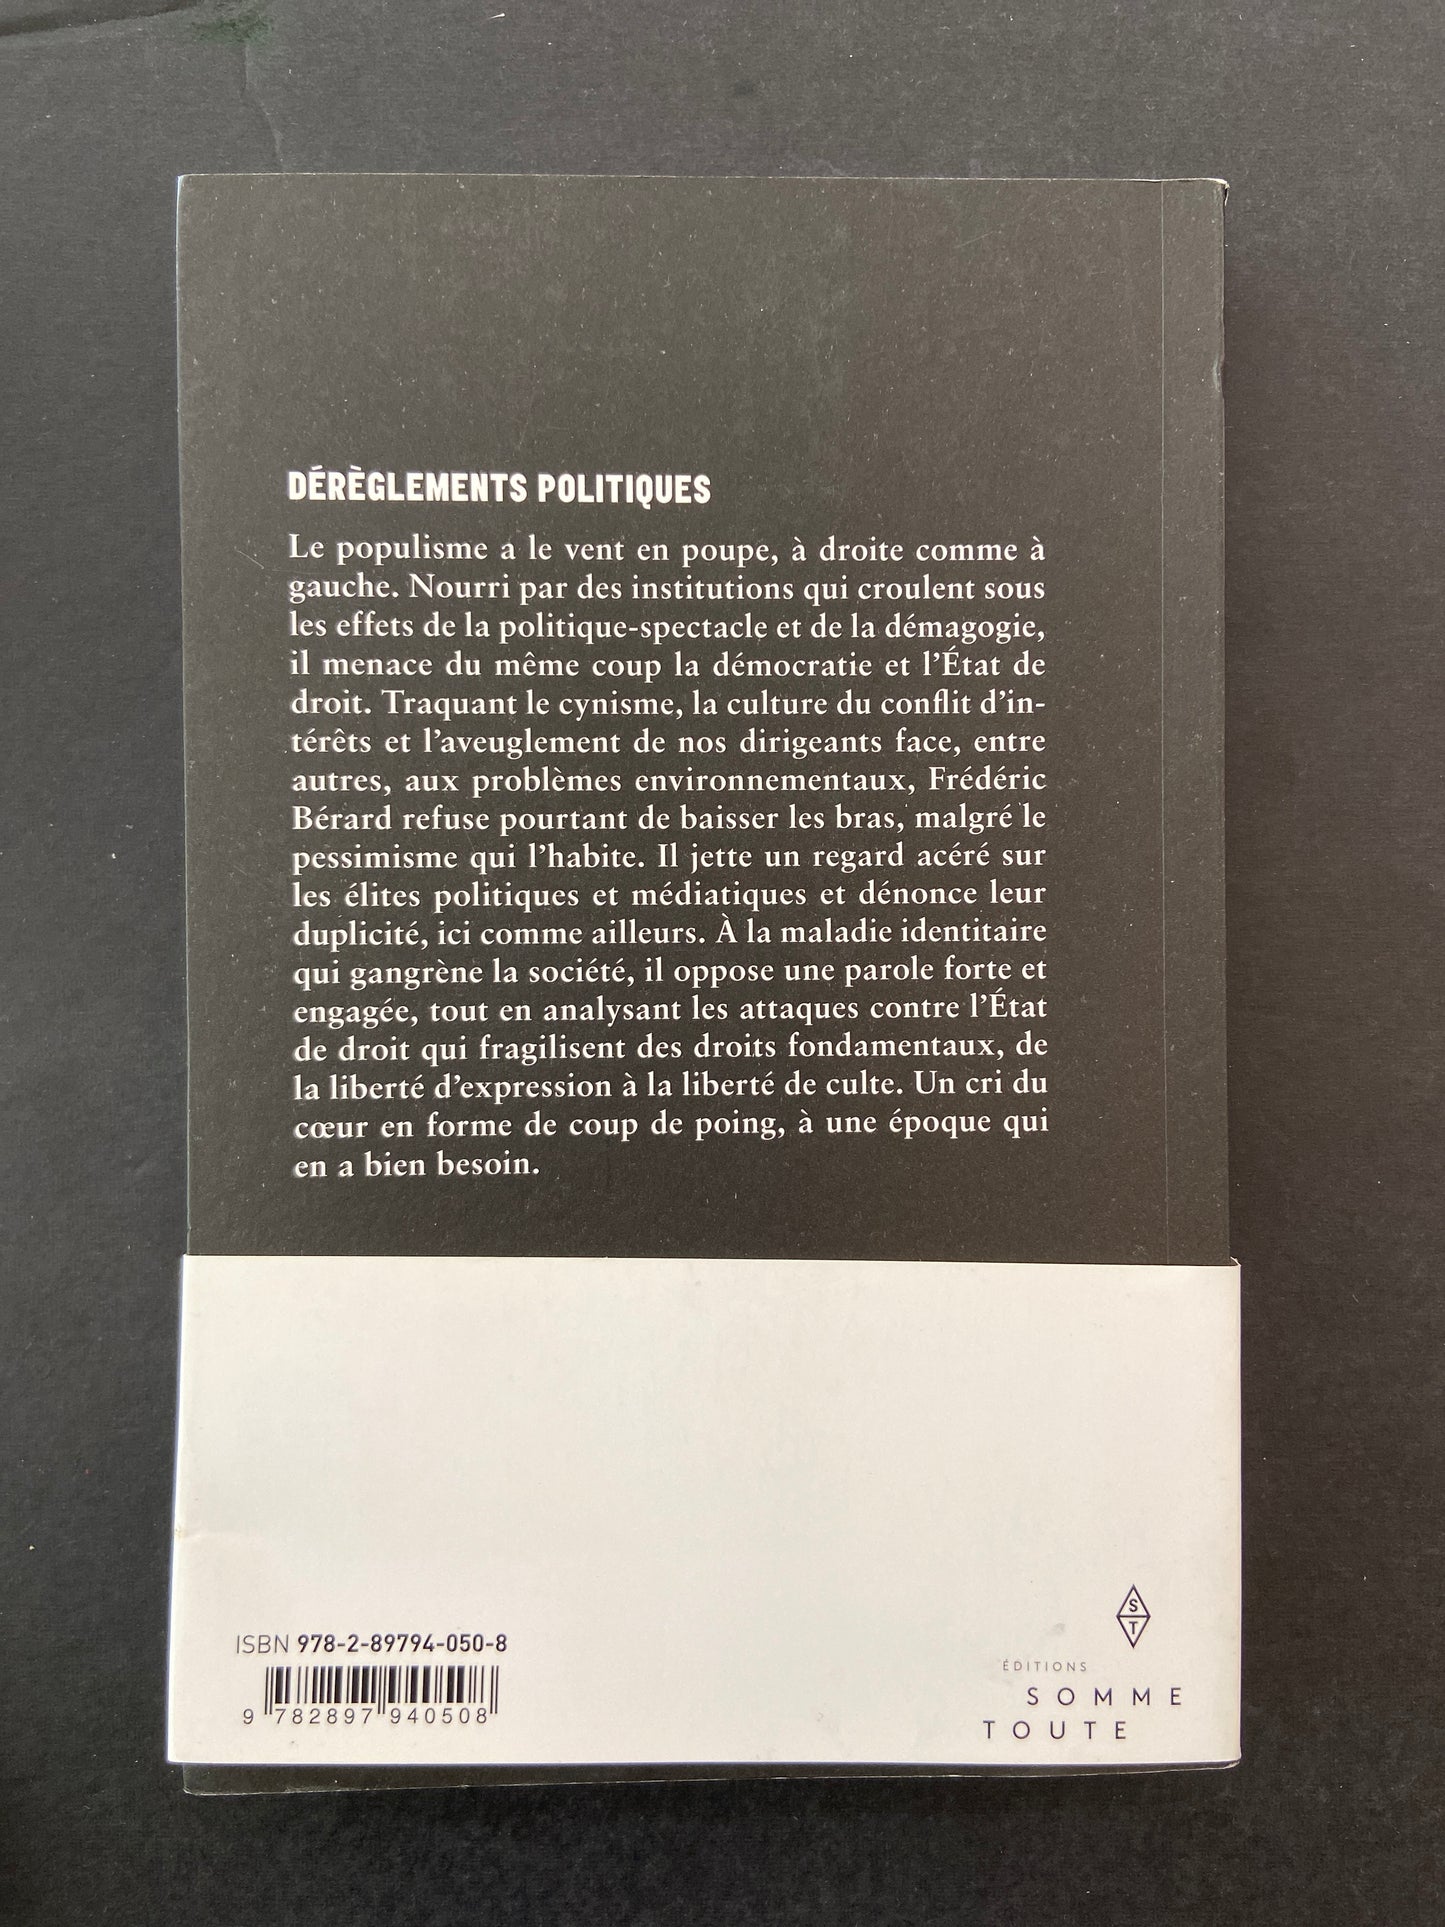 DÉRÈGLEMENTS POLITIQUES
Le populisme a le vent en poupe, à droite comme à
gauche. Nourri par des institutions qui croulent sous
les effets de la politique-spectacle et de la démagogie,
il menace du même coup la démocratie et l'État de
droit. Traquant le cynisme, la culture du conflit d'in-
térêts et l'aveuglement de nos dirigeants face, entre
autres, aux problèmes environnementaux, Frédéric
Bérard refuse pourtant de baisser les bras, malgré le
pessimisme qui l'habite. Il jette un regard acéré sur
les élites politiques et médiatiques et dénonce leur
duplicité, ici comme ailleurs. À la maladie identitaire
qui gangrène la société, il oppose une parole forte et
engagée, tout en analysant les attaques contre l'État
de droit qui fragilisent des droits fondamentaux, de
la liberté d'expression à la liberté de culte. Un cri du
cœur en forme de coup de poing, à une époque qui
en a bien besoin.
ISBN 978-2-89794-050-8
9 782897 940508
S
T
ÉDITIONS
SOMME
TOUTE